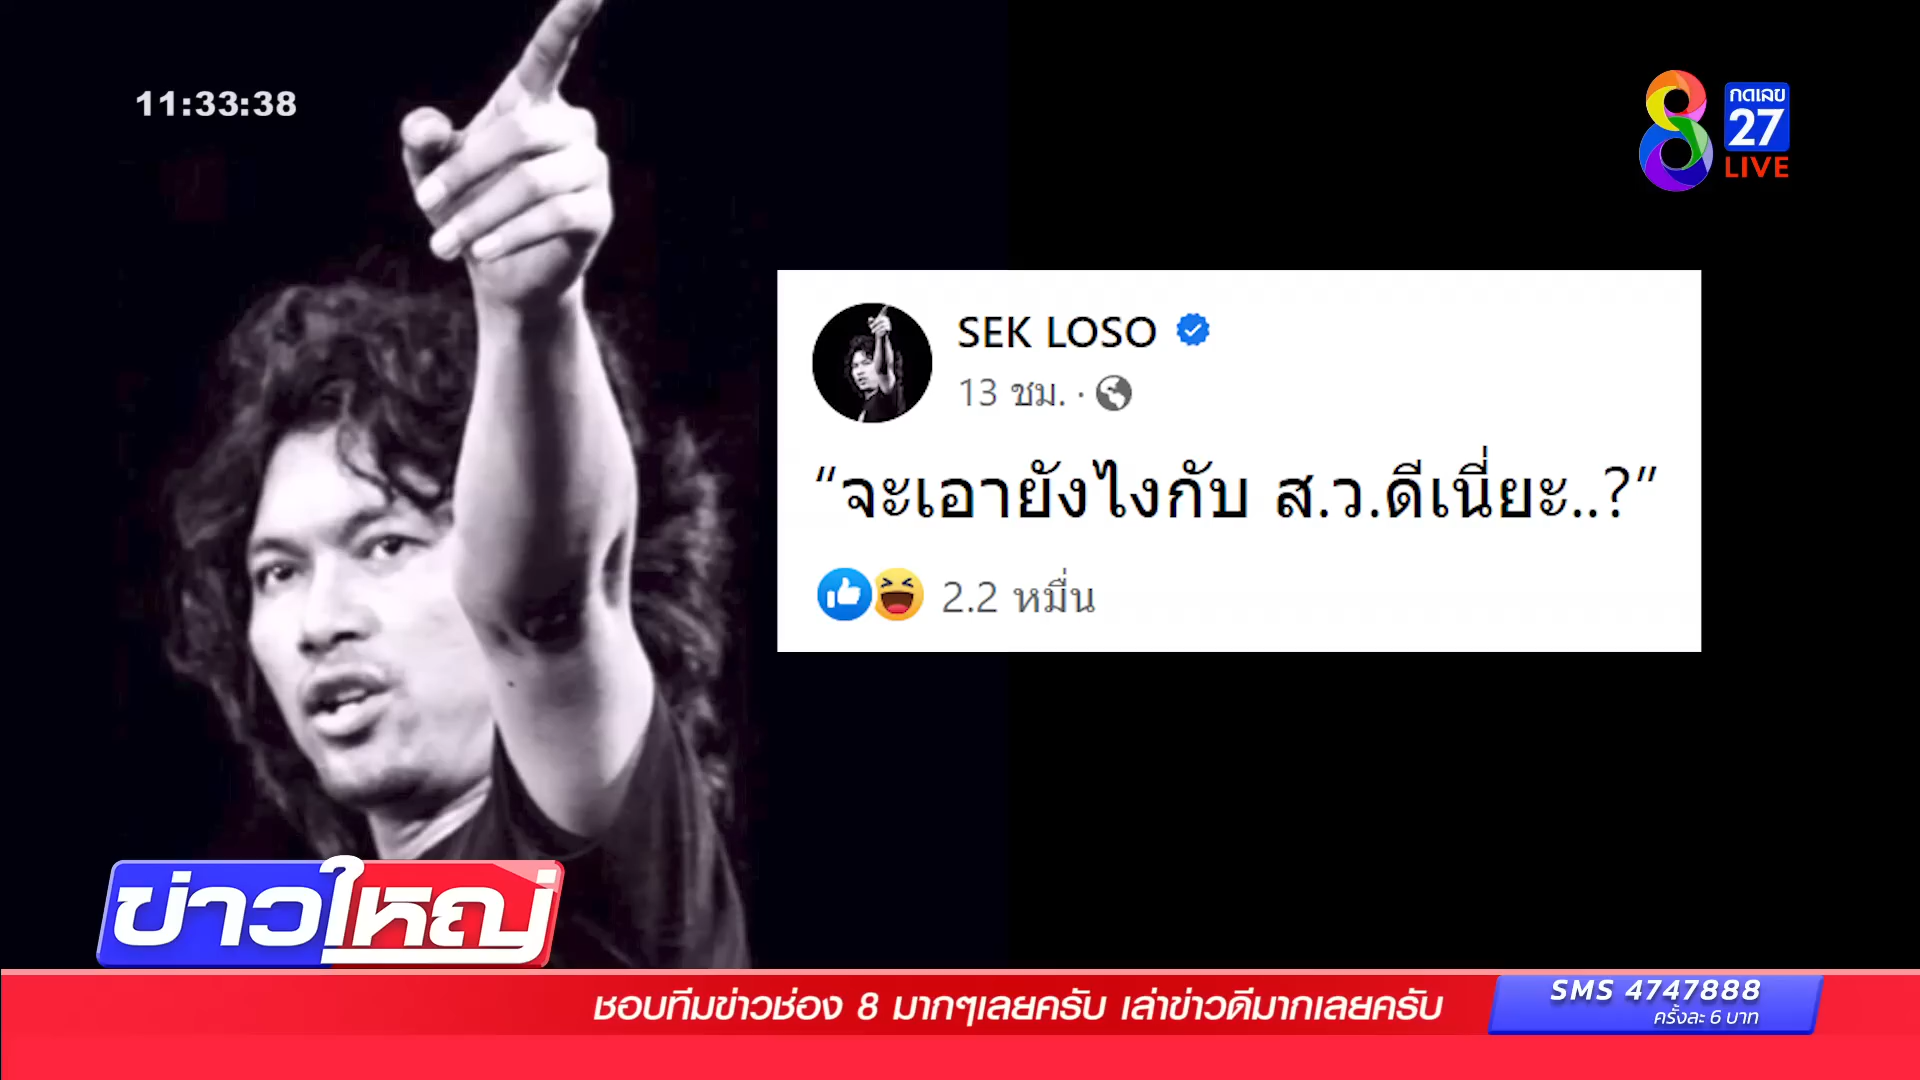 11:33:38
8
กดเลข
27
LIVE
SEK LOSO
13 ชม. ·
“จะเอายังไงกับ ส.ว.ดีเนี่ยะ..?”
2.2 หมื่น
ข่าวใหญ่
ชอบทีมข่าวช่อง 8 มากๆเลยครับ เล่าข่าวดีมากเลยครับ
SMS 4747888
ครั้งละ 6 บาท